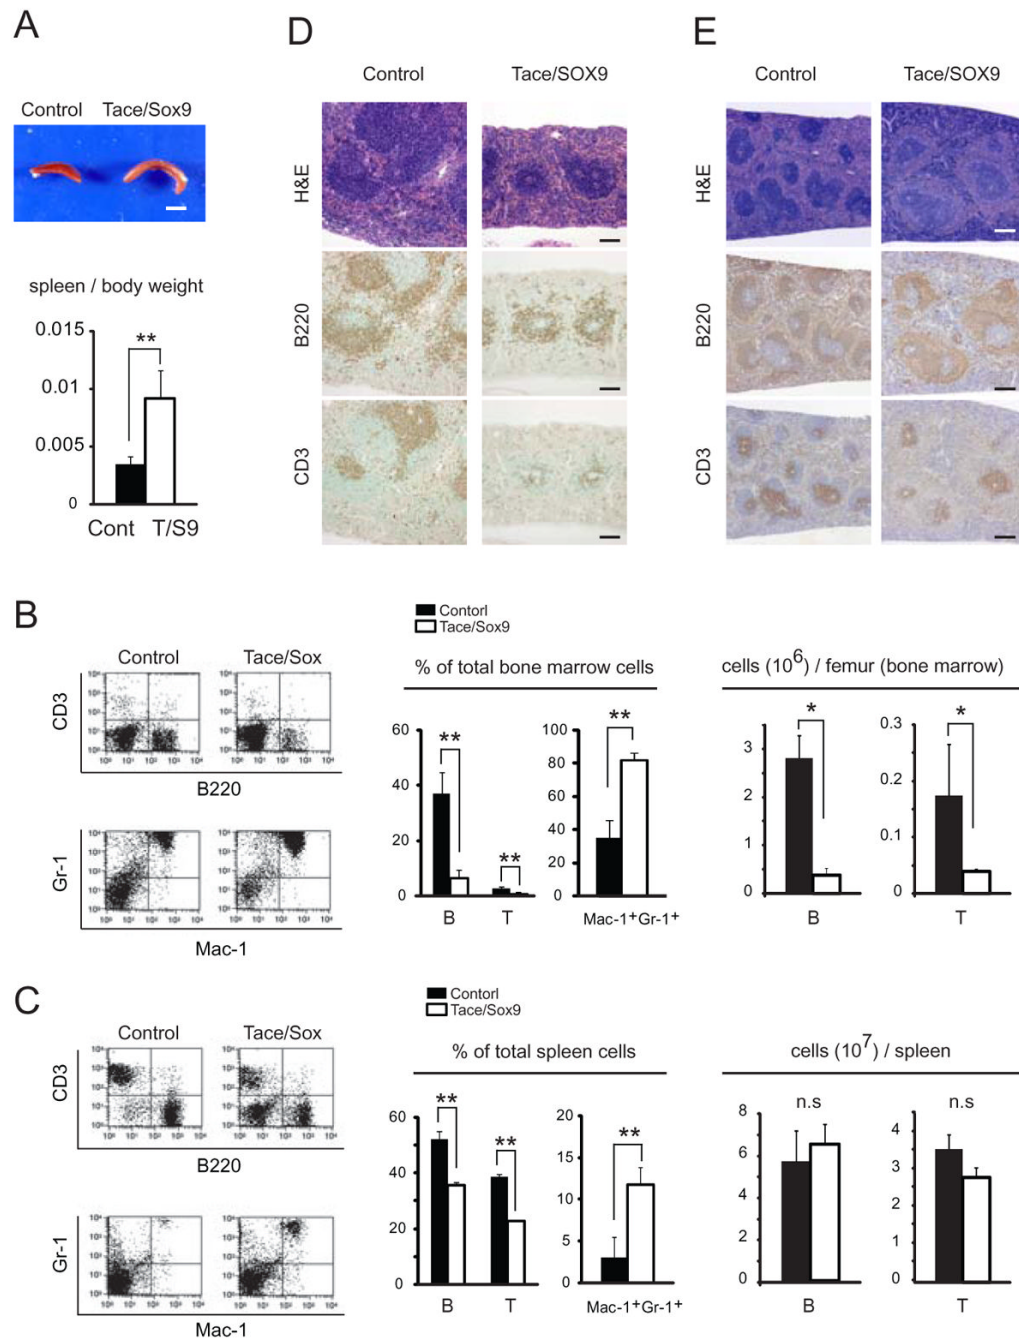 A
Control Tace/Sox9
spleen / body weight
0.015
0.01
0.005
0
**
Cont T/S9
D
Control Tace/SOX9
H&E
B220
CD3
E
Control Tace/SOX9
H&E
B220
CD3
B
Control Tace/Sox
CD3
B220
Gr-1
Mac-1
Contorl
Tace/Sox9
% of total bone marrow cells
60
40
20
0
**
**
B T
100
80
60
40
20
0
**
Mac-1+Gr-1+
cells (10^6) / femur (bone marrow)
3
2
1
0
*
B
0.3
0.2
0.1
0
*
T
C
Control Tace/Sox
CD3
B220
Gr-1
Mac-1
Contorl
Tace/Sox9
% of total spleen cells
60
40
20
0
**
**
B T
20
15
10
5
0
**
Mac-1+Gr-1+
cells (10^7) / spleen
8
6
4
2
0
n.s
B
5
4
3
2
1
0
n.s
T